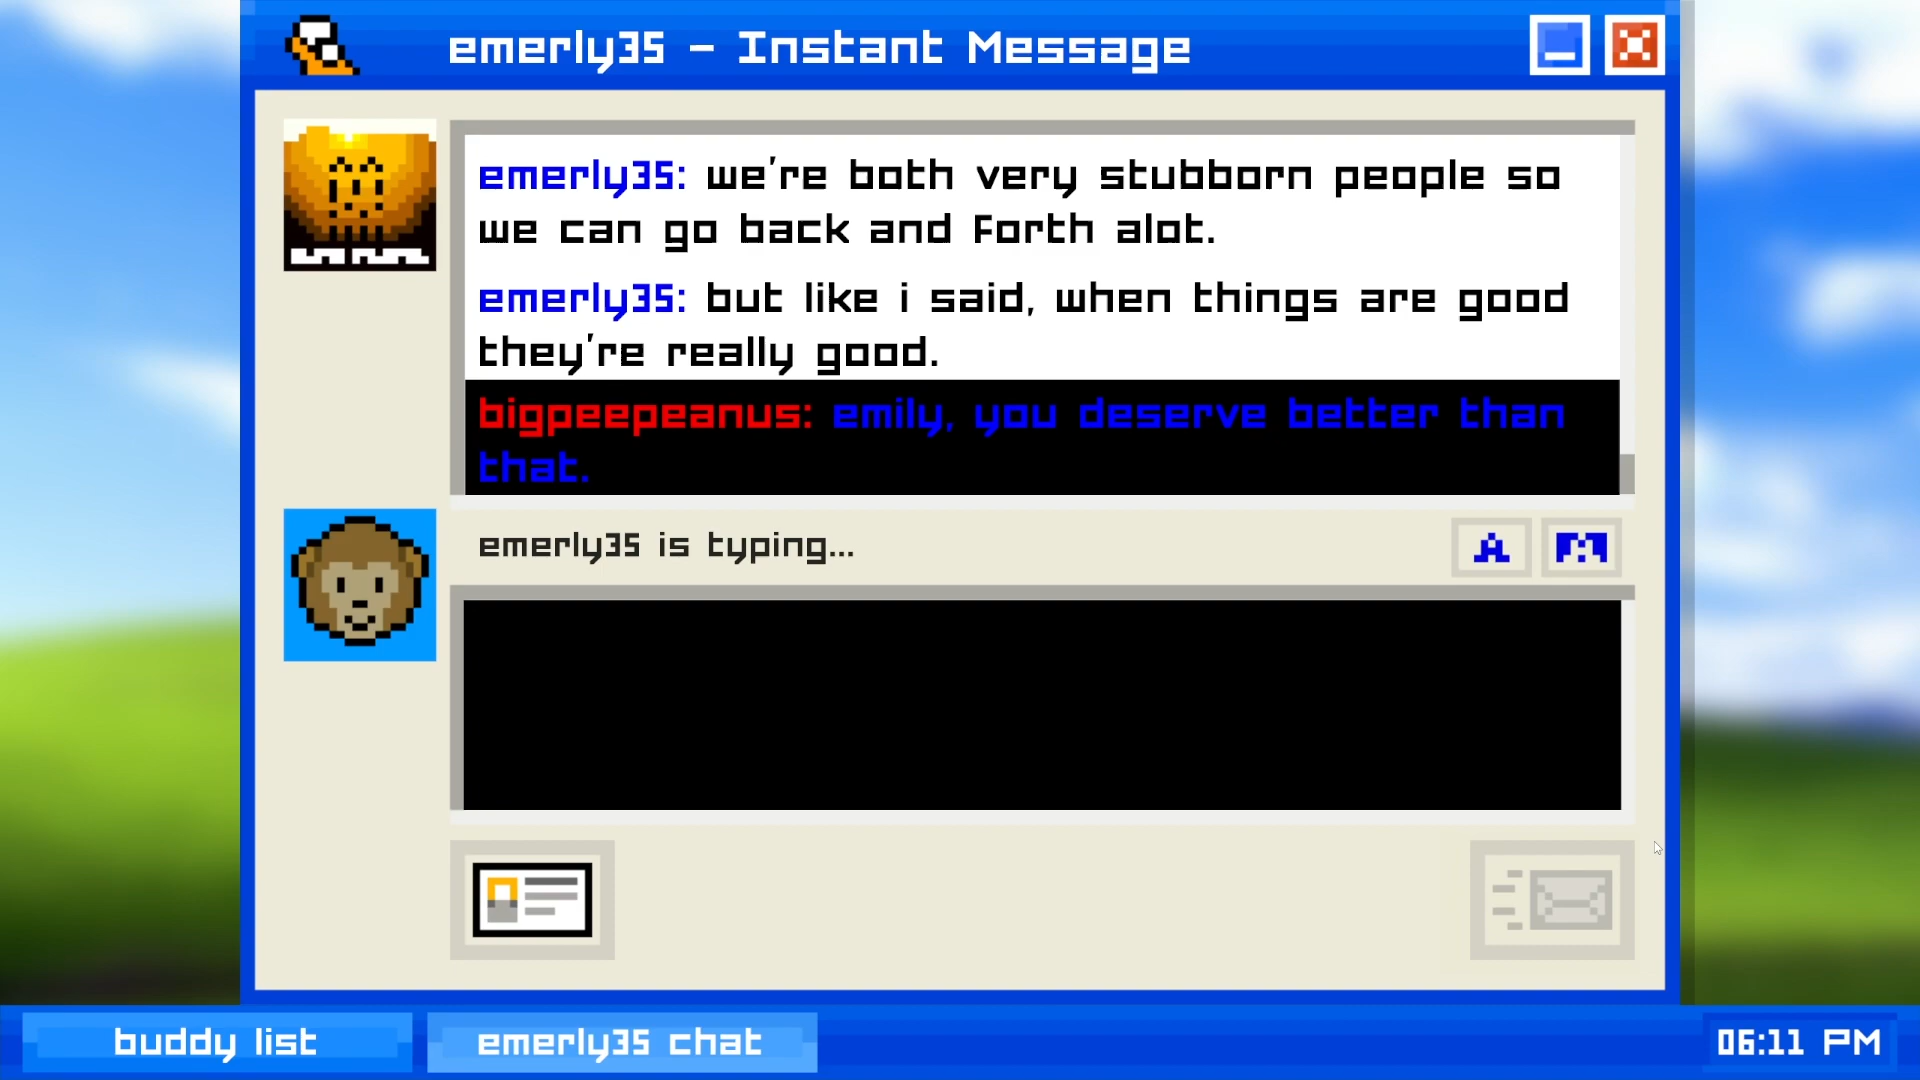 emerly35 - Instant Message
emerly35: we're both very stubborn people so
we can go back and forth alot.
emerly35: but like i said, when things are good
they're really good.
bigpeepeanus: emily, you deserve better than
that.
emerly35 is typing...
A
buddy list
emerly35 chat
06:11 PM